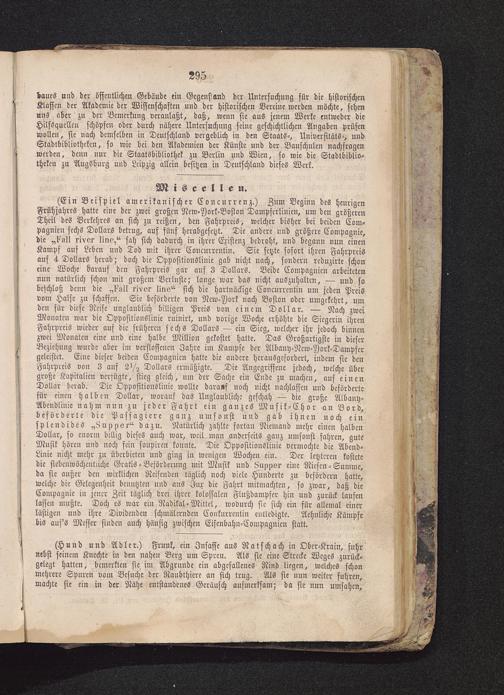 295
baues und der öffentlichen Gebäude ein Gegenstand der Untersuchung für die historischen
Klassen der Akademie der Wissenschaften und der historischen Vereine werden möchte, sehen
uns aber zu der Bemerkung veranlaßt, daß, wenn sie aus jenem Werke entweder die
Hilfsquellen schöpfen oder durch nähere Untersuchung seine geschichtlichen Angaben prüfen
wollen, sie nach demselben in Deutschland vergeblich in den Staats-, Universitäts-, und
Stadtbibliotheken, so wie bei den Akademien der Künste und der Bauschulen nachfragen
werden, denn nur die Staatsbibliothek zu Berlin und Wien, so wie die Stadtbiblio-
theken zu Augsburg und Leipzig allein besitzen in Deutschland dieses Werk.
Miscellen.
(Ein Beispiel amerikanischer Concurrenz.) Zum Beginn des heurigen
Frühjahres hatte eine der zwei großen New-York-Boston Dampferlinien, um den größeren
Theil des Verkehres an sich zu reißen, den Fahrpreis, welcher bisher bei beiden Com-
pagnien sechs Dollars betrug, auf fünf herabgesetzt. Die andere und größere Compagnie,
die „Fall river line,“ sah sich dadurch in ihrer Existenz bedroht, und begann nun einen
Kampf auf Leben und Tod mit ihrer Concurrentin. Sie setzte sofort ihren Fahrpreis
auf 4 Dollars herab; doch die Oppositionslinie gab nicht nach, sondern reduzirte schon
eine Woche darauf den Fahrpreis gar auf 3 Dollars. Beide Compagnien arbeiteten
nun natürlich schon mit großem Verluste; lange war das nicht auszuhalten, — und so
beschloß denn die „Fall river line“ sich die hartnäckige Concurrentin um jeden Preis
vom Halse zu schaffen. Sie beförderte von New-York nach Boston oder umgekehrt, um
den für diese Reise unglaublich billigen Preis von einem Dollar. — Nach zwei
Monaten war die Oppositionslinie ruinirt, und vorige Woche erhöhte die Siegerin ihren
Fahrpreis wieder auf die früheren sechs Dollars — ein Sieg, welcher ihr jedoch binnen
zwei Monaten eine und eine halbe Million gekostet hatte. Das Großartigste in dieser
Beziehung wurde aber im verflossenen Jahre im Kampfe der Albany-New-York-Dampfer
geleistet. Eine dieser beiden Compagnien hatte die andere herausgefordert, indem sie den
Fahrpreis von 3 auf 2½ Dollars ermäßigte. Die Angegriffene jedoch, welche über
große Kapitalien verfügte, stieg gleich, um der Sache ein Ende zu machen, auf einen
Dollar herab. Die Oppositionslinie wollte darauf noch nicht nachlassen und beförderte
für einen halben Dollar, worauf das Unglaubliche geschah — die große Albany-
Abendlinie nahm nun zu jeder Fahrt ein ganzes Musik-Chor an Bord,
beförderte die Passagiere ganz umsonst und gab ihnen noch ein
splendides „Supper“ dazu. Natürlich zahlte fortan Niemand mehr einen halben
Dollar, so enorm billig dieses auch war, weil man anderseits ganz umsonst fahren, gute
Musik hören und noch fein soupiren konnte. Die Oppositionslinie vermochte die Abend-
Linie nicht mehr zu überbieten und ging in wenigen Wochen ein. Der letzteren kostete
die siebenwöchentliche Gratis-Beförderung mit Musik und Supper eine Riesen-Summe,
da sie außer den wirklichen Reisenden täglich noch viele Hunderte zu befördern hatte,
welche die Gelegenheit benutzten und aus Jux die Fahrt mitmachten, so zwar, daß die
Compagnie in jener Zeit täglich drei ihrer kolossalen Flußdampfer hin und zurück laufen
lassen mußte. Doch es war ein Radikal-Mittel, wodurch sie sich ein für allemal einer
lästigen und ihre Dividenden schmälernden Concurrentin entledigte. Aehnliche Kämpfe
bis auf's Messer finden auch häufig zwischen Eisenbahn-Compagnien statt.
(Hund und Adler.) Frunk, ein Insasse aus Ratschach in Ober-Krain, fuhr
nebst seinem Knechte in den nahen Berg um Spreu. Als sie eine Strecke Weges zurück-
gelegt hatten, bemerkten sie im Abgrunde ein abgefallenes Rind liegen, welches schon
mehrere Spuren vom Besuche der Raubthiere an sich trug. Als sie nun weiter fuhren,
machte sie ein in der Nähe entstandenes Geräusch aufmerksam; da sie nun umsahen,